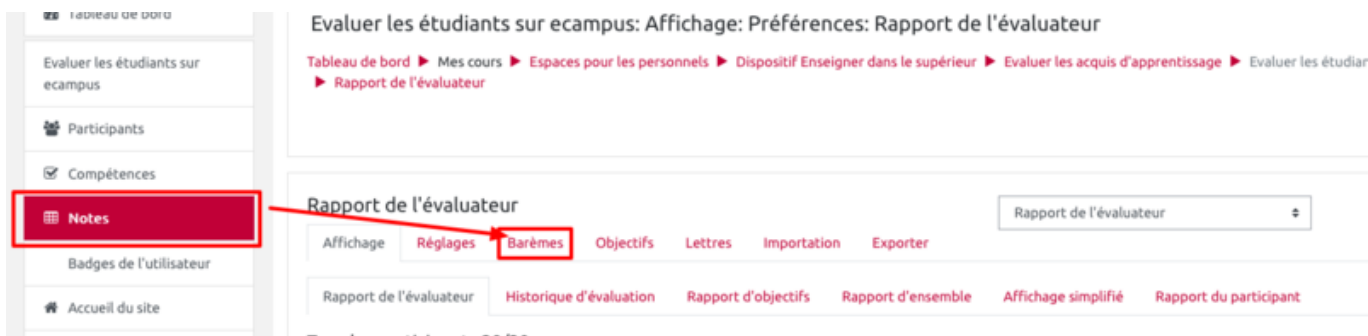 Tableau de bord
Evaluer les étudiants sur
ecampus
Participants
Compétences
Notes
Badges de l'utilisateur
Accueil du site
Evaluer les étudiants sur ecampus: Affichage: Préférences: Rapport de l'évaluateur
Tableau de bord ▶ Mes cours ▶ Espaces pour les personnels ▶ Dispositif Enseigner dans le supérieur ▶ Evaluer les acquis d'apprentissage ▶ Evaluer les étudiar
▶ Rapport de l'évaluateur
Rapport de l'évaluateur
Rapport de l'évaluateur
Affichage Réglages Barèmes Objectifs Lettres Importation Exporter
Rapport de l'évaluateur Historique d'évaluation Rapport d'objectifs Rapport d'ensemble Affichage simplifié Rapport du participant